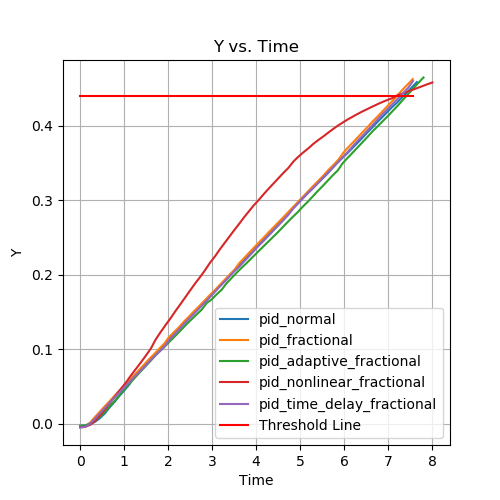 Y vs. Time
Y
0.4
0.3
0.2
0.1
0.0
pid_normal
pid_fractional
pid_adaptive_fractional
pid_nonlinear_fractional
pid_time_delay_fractional
Threshold Line
0 1 2 3 4 5 6 7 8
Time